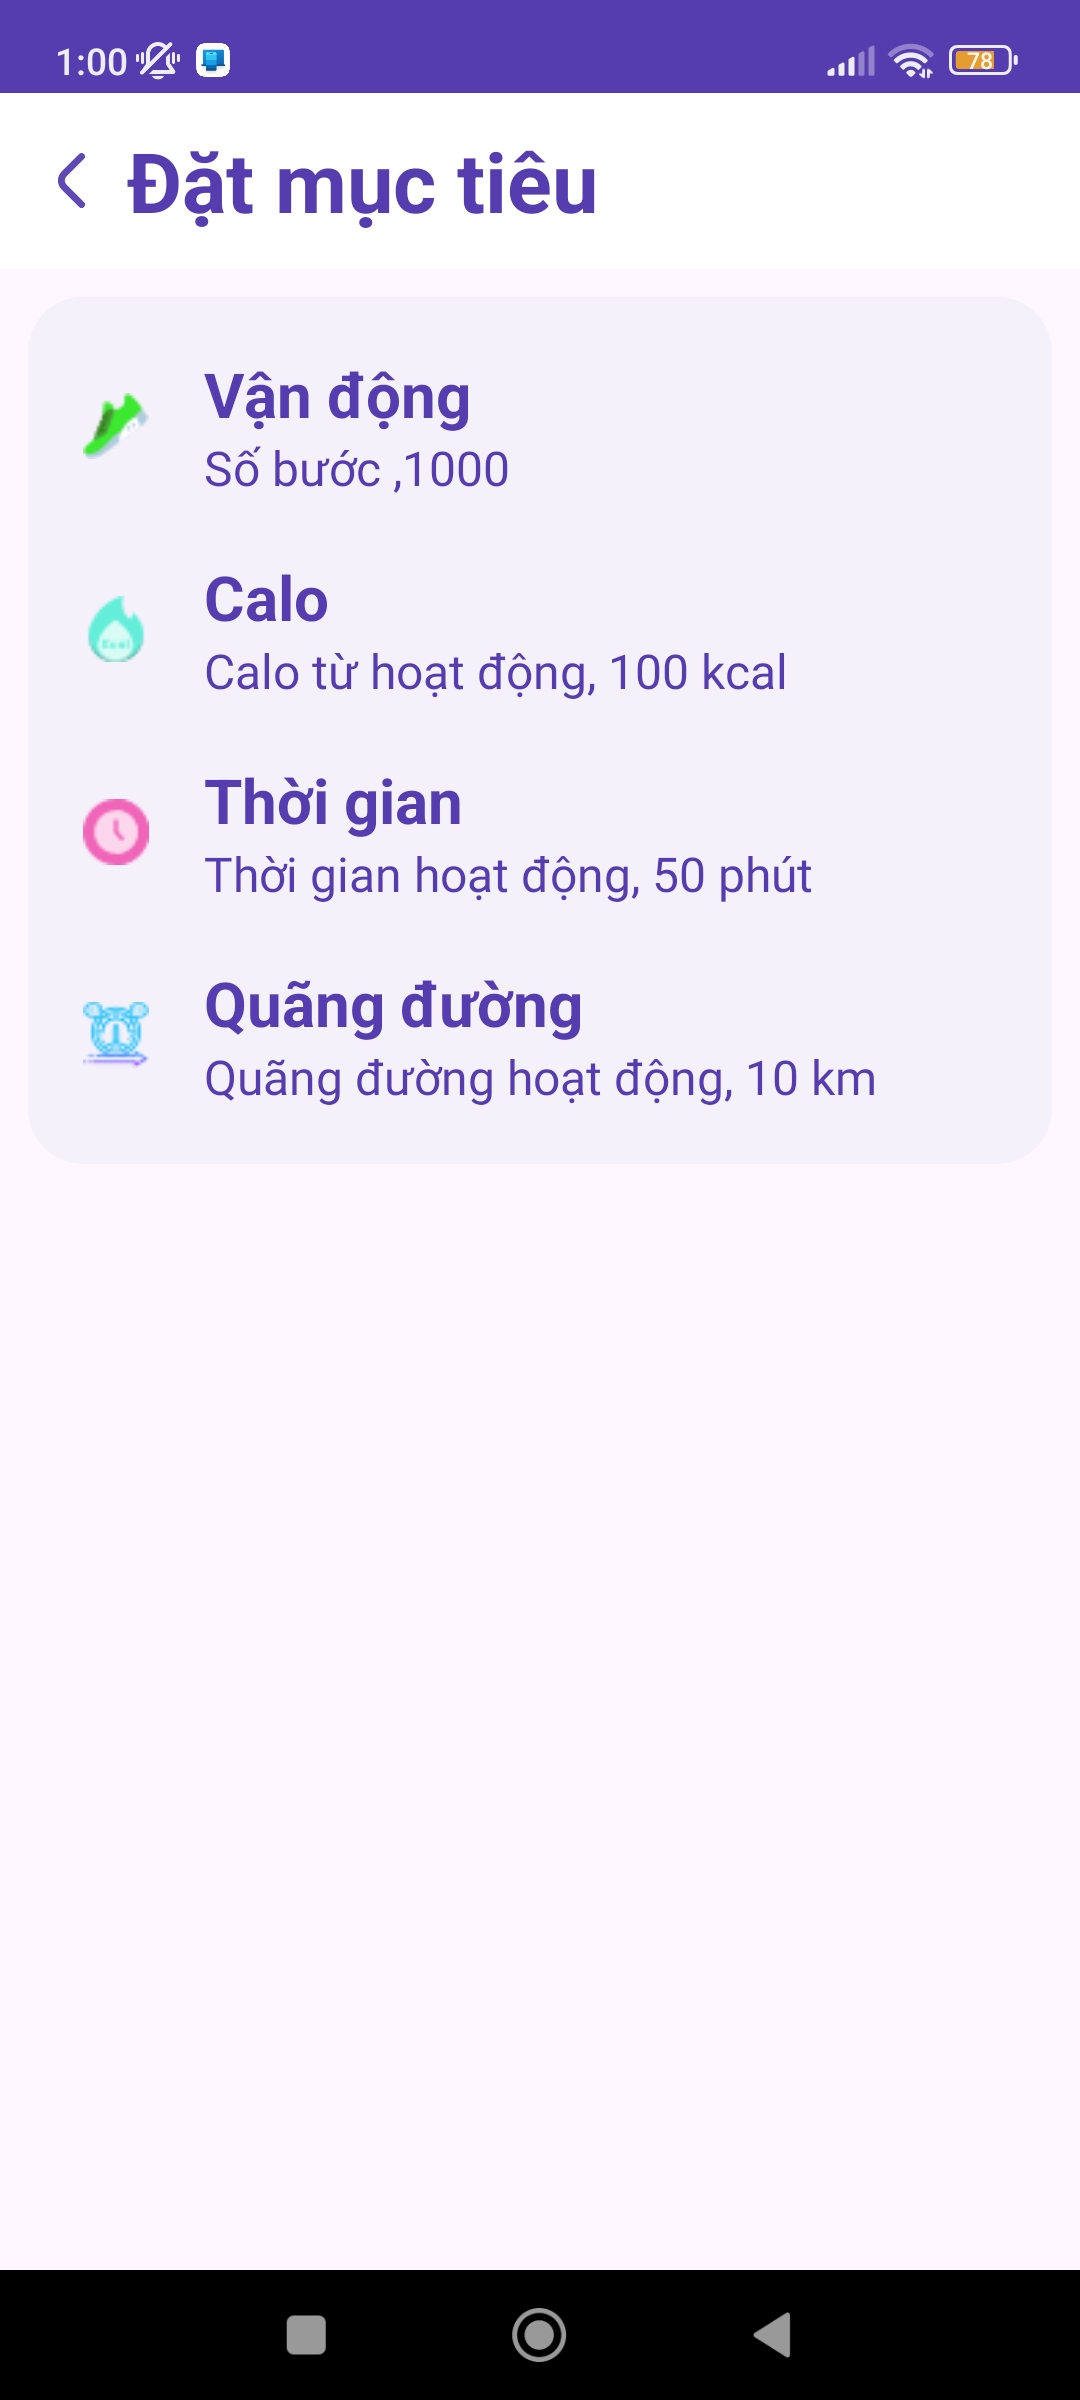 1:00
78
Đặt mục tiêu
Vận động
Số bước ,1000
Calo
Calo từ hoạt động, 100 kcal
Thời gian
Thời gian hoạt động, 50 phút
Quãng đường
Quãng đường hoạt động, 10 km